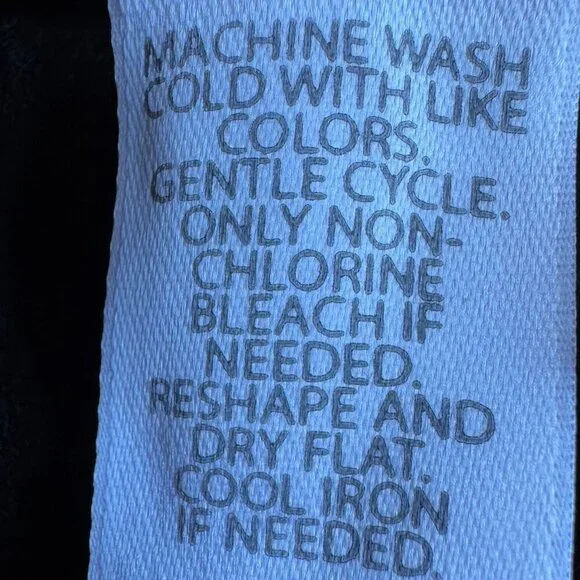 MACHINE WASH
COLD WITH LIKE
COLORS.
GENTLE CYCLE.
ONLY NON-
CHLORINE
BLEACH IF
NEEDED.
RESHAPE AND
DRY FLAT.
COOL IRON
IF NEEDED.